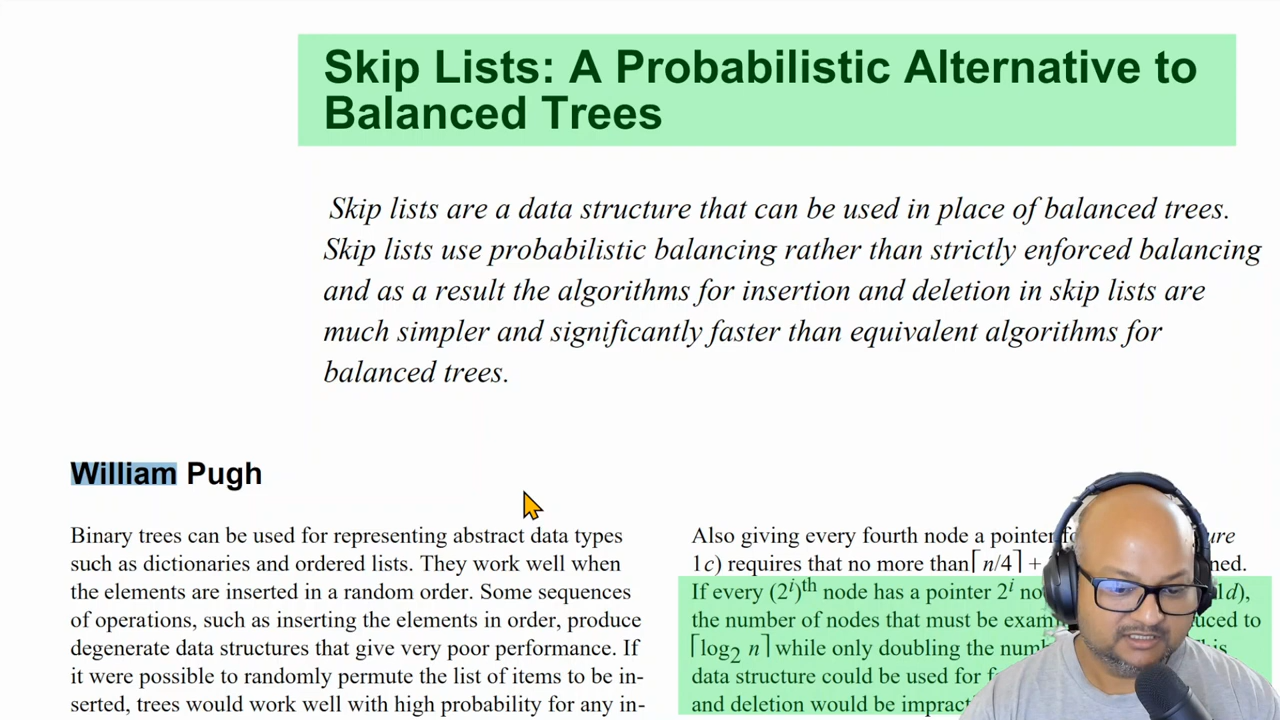 Skip Lists: A Probabilistic Alternative to
Balanced Trees
Skip lists are a data structure that can be used in place of balanced trees.
Skip lists use probabilistic balancing rather than strictly enforced balancing
and as a result the algorithms for insertion and deletion in skip lists are
much simpler and significantly faster than equivalent algorithms for
balanced trees.
William Pugh
Binary trees can be used for representing abstract data types
such as dictionaries and ordered lists. They work well when
the elements are inserted in a random order. Some sequences
of operations, such as inserting the elements in order, produce
degenerate data structures that give very poor performance. If
it were possible to randomly permute the list of items to be in-
serted, trees would work well with high probability for any in-
Also giving every fourth node a pointer
1c) requires that no more than ⌈n/4⌉ +
If every (2^i)th node has a pointer 2^i 1d),
the number of nodes that must be to
⌈log2 n⌉ while only doubling the
data structure could be used for
and deletion would be